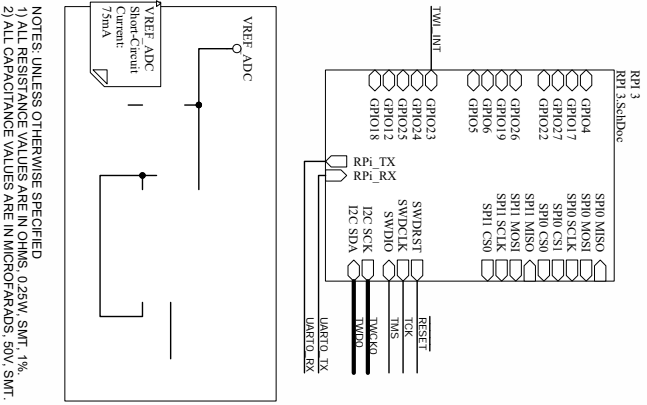 RPI 3
RPI 3.SchDoc
GPIO4
GPIO17
GPIO27
GPIO22
GPIO26
GPIO19
GPIO6
GPIO5
TWI_INT
GPIO23
GPIO24
GPIO25
GPIO12
GPIO18
SPI0 MISO
SPI0 MOSI
SPI0 SCLK
SPI0 CS1
SPI0 CS0
SPI1 MISO
SPI1 MOSI
SPI1 SCLK
SPI1 CS0
SWDRST
SWDCLK
SWDIO
I2C SCK
I2C SDA
RESET
TCK
TMS
TWCK0
TWD0
RPi_TX
RPi_RX
UART0_TX
UART0_RX
VREF_ADC
VREF_ADC
Short-Circuit
Current:
75mA
NOTES: UNLESS OTHERWISE SPECIFIED
1) ALL RESISTANCE VALUES ARE IN OHMS, 0.25W, SMT, 1%.
2) ALL CAPACITANCE VALUES ARE IN MICROFARADS, 50V, SMT.